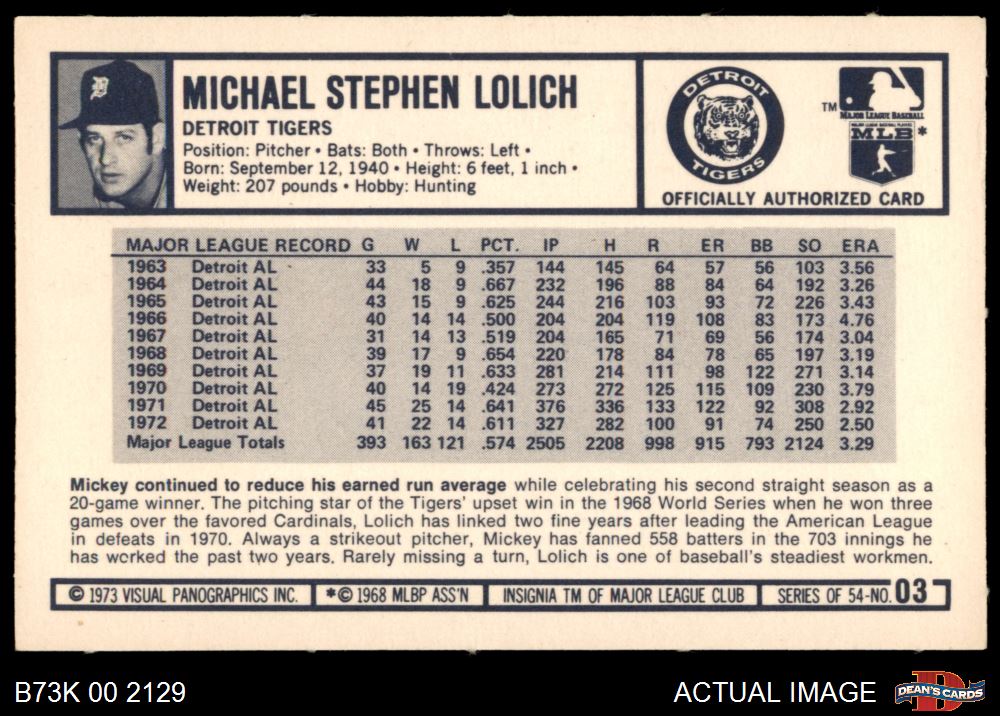 MICHAEL STEPHEN LOLICH
DETROIT TIGERS
Position: Pitcher • Bats: Both • Throws: Left •
Born: September 12, 1940 • Height: 6 feet, 1 inch •
Weight: 207 pounds • Hobby: Hunting
DETROIT
TIGERS
TM
MAJOR LEAGUE BASEBALL
MAJOR LEAGUE BASEBALL PLAYERS
MLB*
OFFICIALLY AUTHORIZED CARD
MAJOR LEAGUE RECORD G W L PCT. IP H R ER BB SO ERA
1963 Detroit AL 33 5 9 .357 144 145 64 57 56 103 3.56
1964 Detroit AL 44 18 9 .667 232 196 88 84 64 192 3.26
1965 Detroit AL 43 15 9 .625 244 216 103 93 72 226 3.43
1966 Detroit AL 40 14 14 .500 204 204 119 108 83 173 4.76
1967 Detroit AL 31 14 13 .519 204 165 71 69 56 174 3.04
1968 Detroit AL 39 17 9 .654 220 178 84 78 65 197 3.19
1969 Detroit AL 37 19 11 .633 281 214 111 98 122 271 3.14
1970 Detroit AL 40 14 19 .424 273 272 125 115 109 230 3.79
1971 Detroit AL 45 25 14 .641 376 336 133 122 92 308 2.92
1972 Detroit AL 41 22 14 .611 327 282 100 91 74 250 2.50
Major League Totals 393 163 121 .574 2505 2208 998 915 793 2124 3.29
Mickey continued to reduce his earned run average while celebrating his second straight season as a
20-game winner. The pitching star of the Tigers' upset win in the 1968 World Series when he won three
games over the favored Cardinals, Lolich has linked two fine years after leading the American League
in defeats in 1970. Always a strikeout pitcher, Mickey has fanned 558 batters in the 703 innings he
has worked the past two years. Rarely missing a turn, Lolich is one of baseball's steadiest workmen.
© 1973 VISUAL PANOGRAPHICS INC. *© 1968 MLBP ASS'N INSIGNIA TM OF MAJOR LEAGUE CLUB SERIES OF 54-NO. 03
B73K 00 2129
ACTUAL IMAGE
DEAN'S CARDS